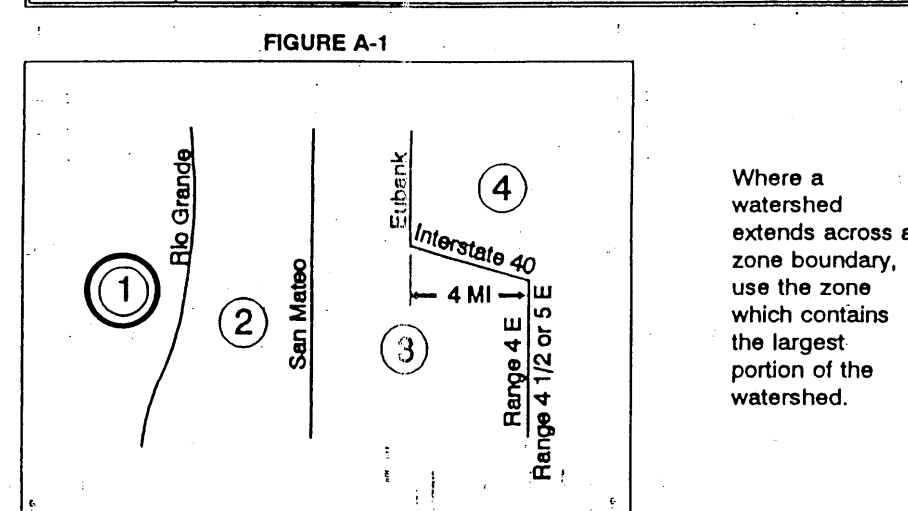 FIGURE A-1
Rio Grande
1
2
San Mateo
Eubank
4
Interstate 40
4 MI
3
Range 4 E
Range 4 1/2 or 5 E
Where a
watershed
extends across a
zone boundary,
use the zone
which contains
the largest
portion of the
watershed.